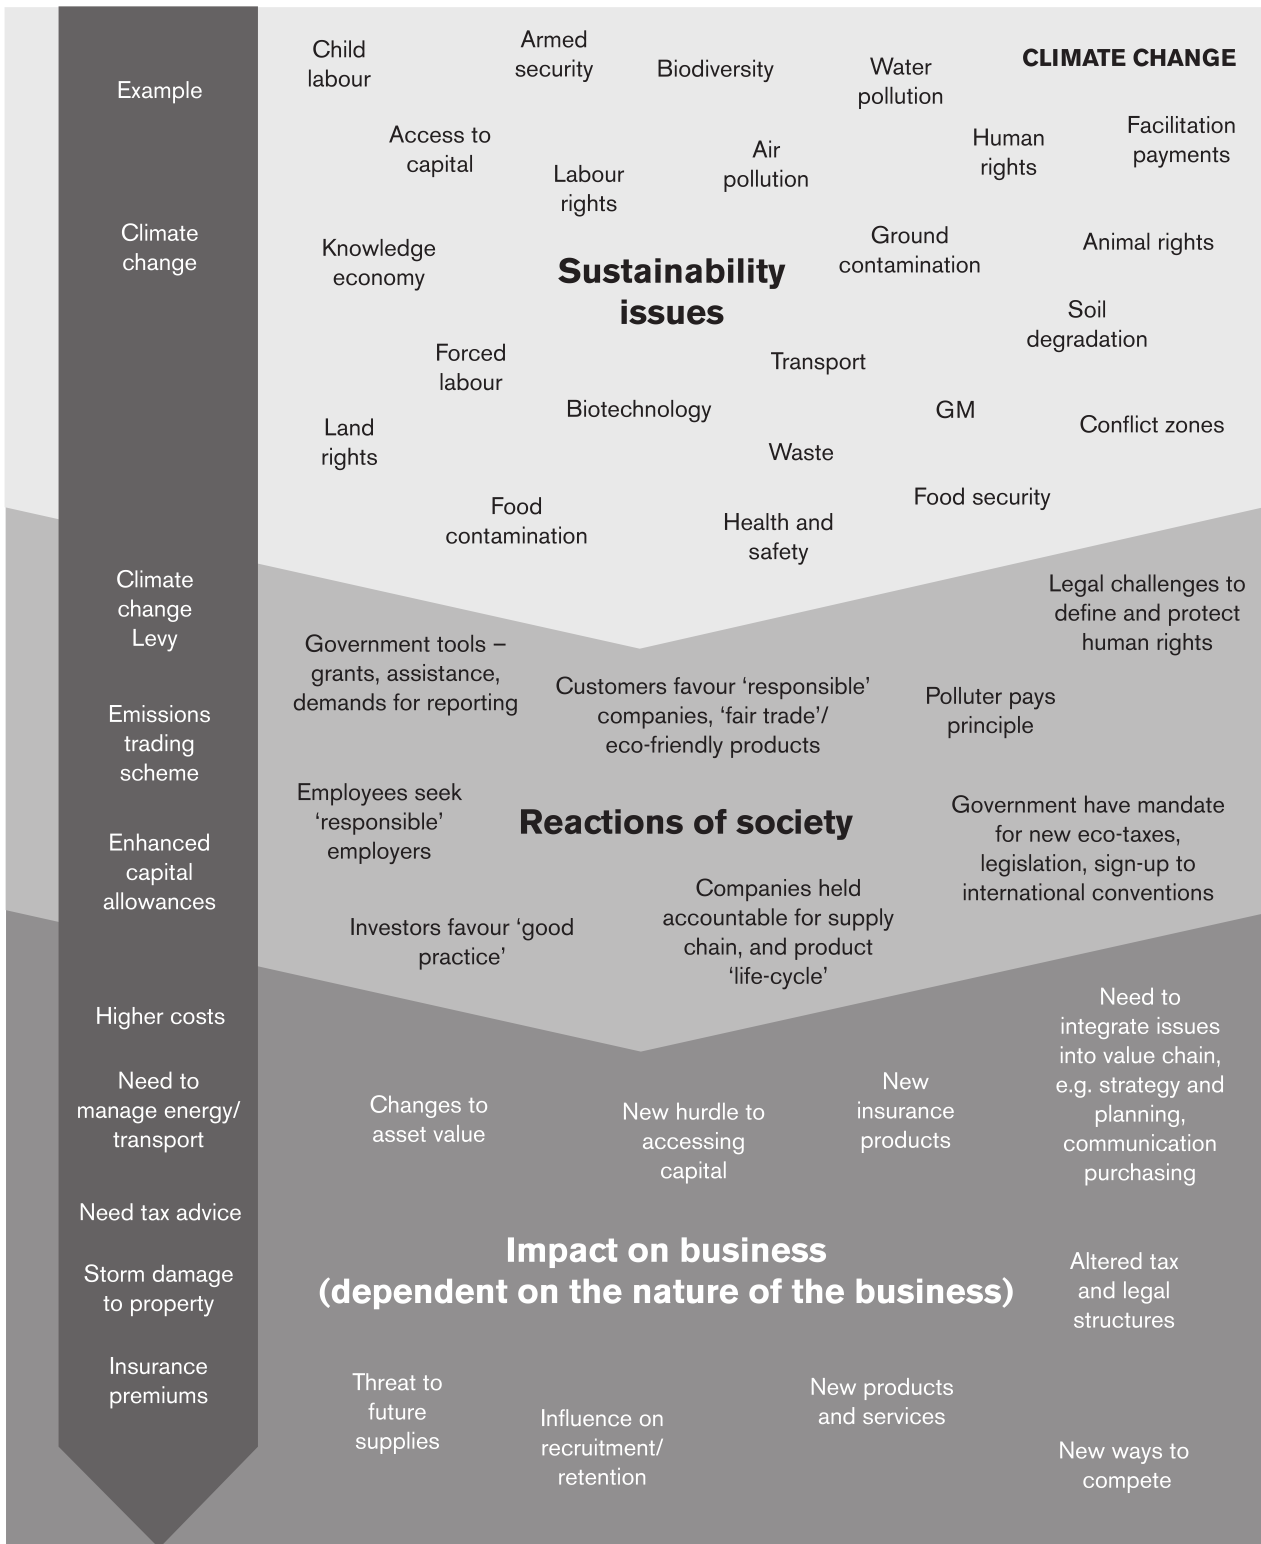 Example
Climate
change
Climate
change
Levy
Emissions
trading
scheme
Enhanced
capital
allowances
Higher costs
Need to
manage energy/
transport
Need tax advice
Storm damage
to property
Insurance
premiums
Child
labour
Armed
security
Biodiversity
Water
pollution
CLIMATE CHANGE
Access to
capital
Labour
rights
Air
pollution
Human
rights
Facilitation
payments
Knowledge
economy
Sustainability
issues
Ground
contamination
Animal rights
Soil
degradation
Forced
labour
Transport
Biotechnology
GM
Conflict zones
Land
rights
Waste
Food
contamination
Health and
safety
Food security
Legal challenges to
define and protect
human rights
Government tools –
grants, assistance,
demands for reporting
Customers favour ‘responsible’
companies, ‘fair trade’/
eco-friendly products
Polluter pays
principle
Employees seek
‘responsible’
employers
Reactions of society
Government have mandate
for new eco-taxes,
legislation, sign-up to
international conventions
Investors favour ‘good
practice’
Companies held
accountable for supply
chain, and product
‘life-cycle’
Need to
integrate issues
into value chain,
e.g. strategy and
planning,
communication
purchasing
Changes to
asset value
New hurdle to
accessing
capital
New
insurance
products
Impact on business
(dependent on the nature of the business)
Altered tax
and legal
structures
Threat to
future
supplies
Influence on
recruitment/
retention
New products
and services
New ways to
compete